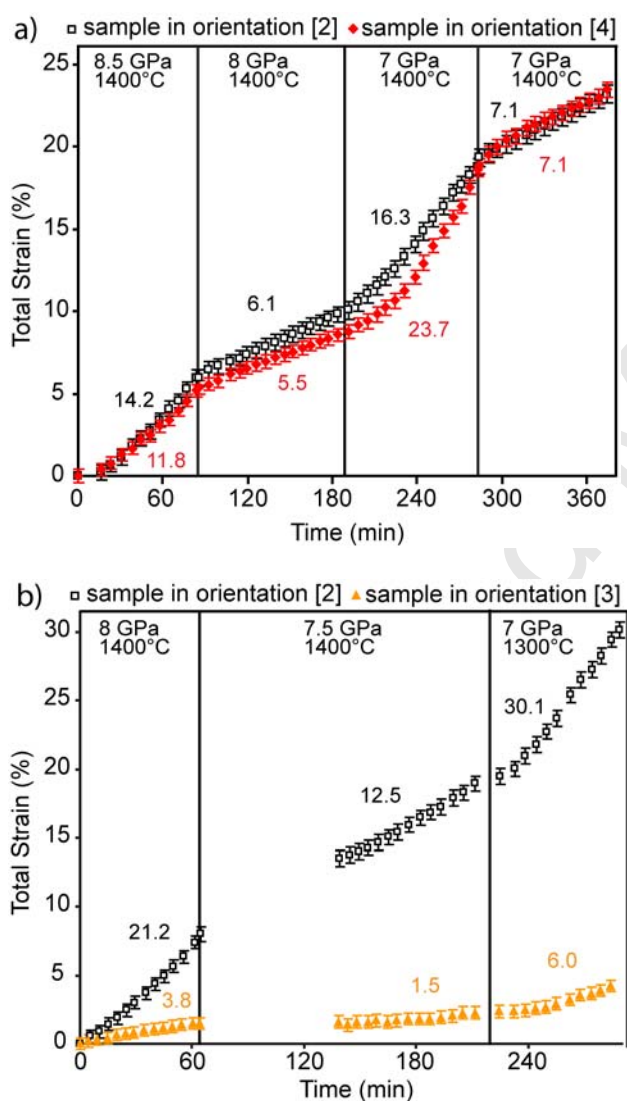 a)
□ sample in orientation [2] ◆ sample in orientation [4]
8.5 GPa 8 GPa 7 GPa 7 GPa
1400°C 1400°C 1400°C 1400°C
Total Strain (%)
20
15
10
5
0
14.2
11.8
6.1
5.5
16.3
23.7
7.1
7.1
0 60 120 180 240 300 360
Time (min)
b)
□ sample in orientation [2] ▲ sample in orientation [3]
8 GPa 7.5 GPa 7 GPa
1400°C 1400°C 1300°C
Total Strain (%)
30
25
20
15
10
5
0
21.2
3.8
12.5
1.5
30.1
6.0
0 60 120 180 240
Time (min)